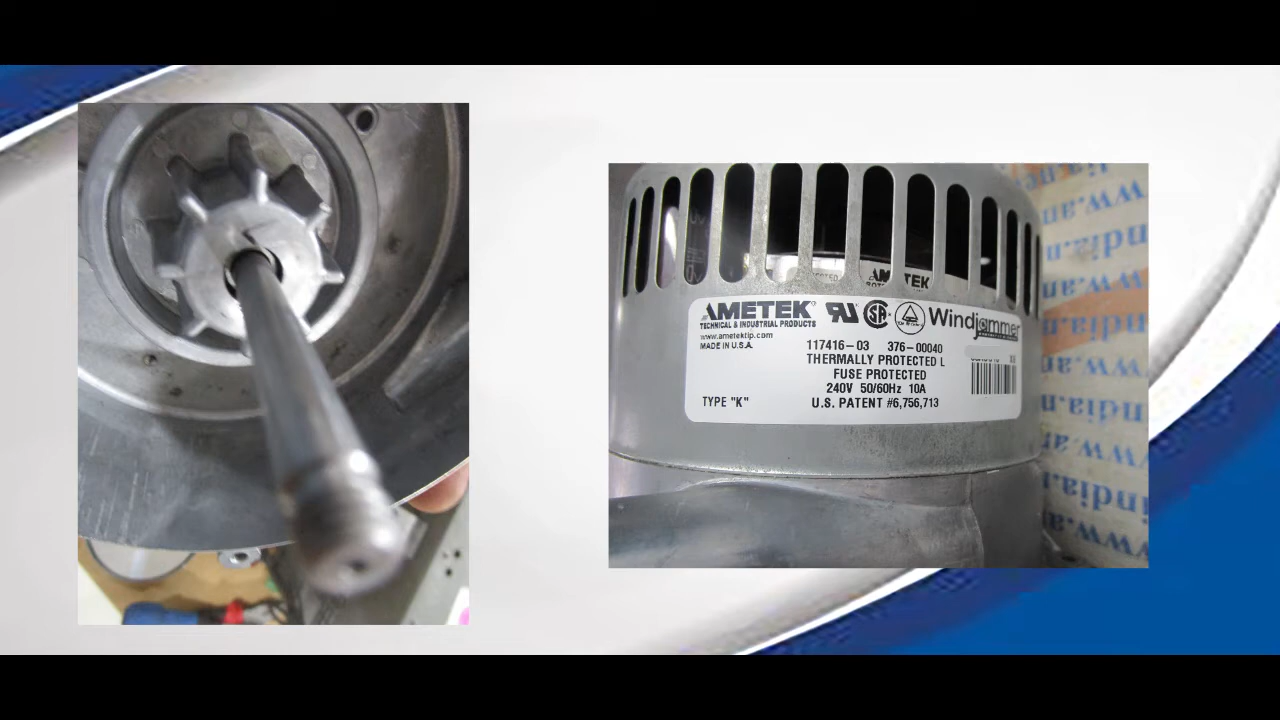 AMETEK
AMETEK
TECHNICAL & INDUSTRIAL PRODUCTS
www.ametektip.com
MADE IN U.S.A.
Windjammer
117416-03 376-00040
THERMALLY PROTECTED L
FUSE PROTECTED
240V 50/60Hz 10A
TYPE "K"
U.S. PATENT #6,756,713